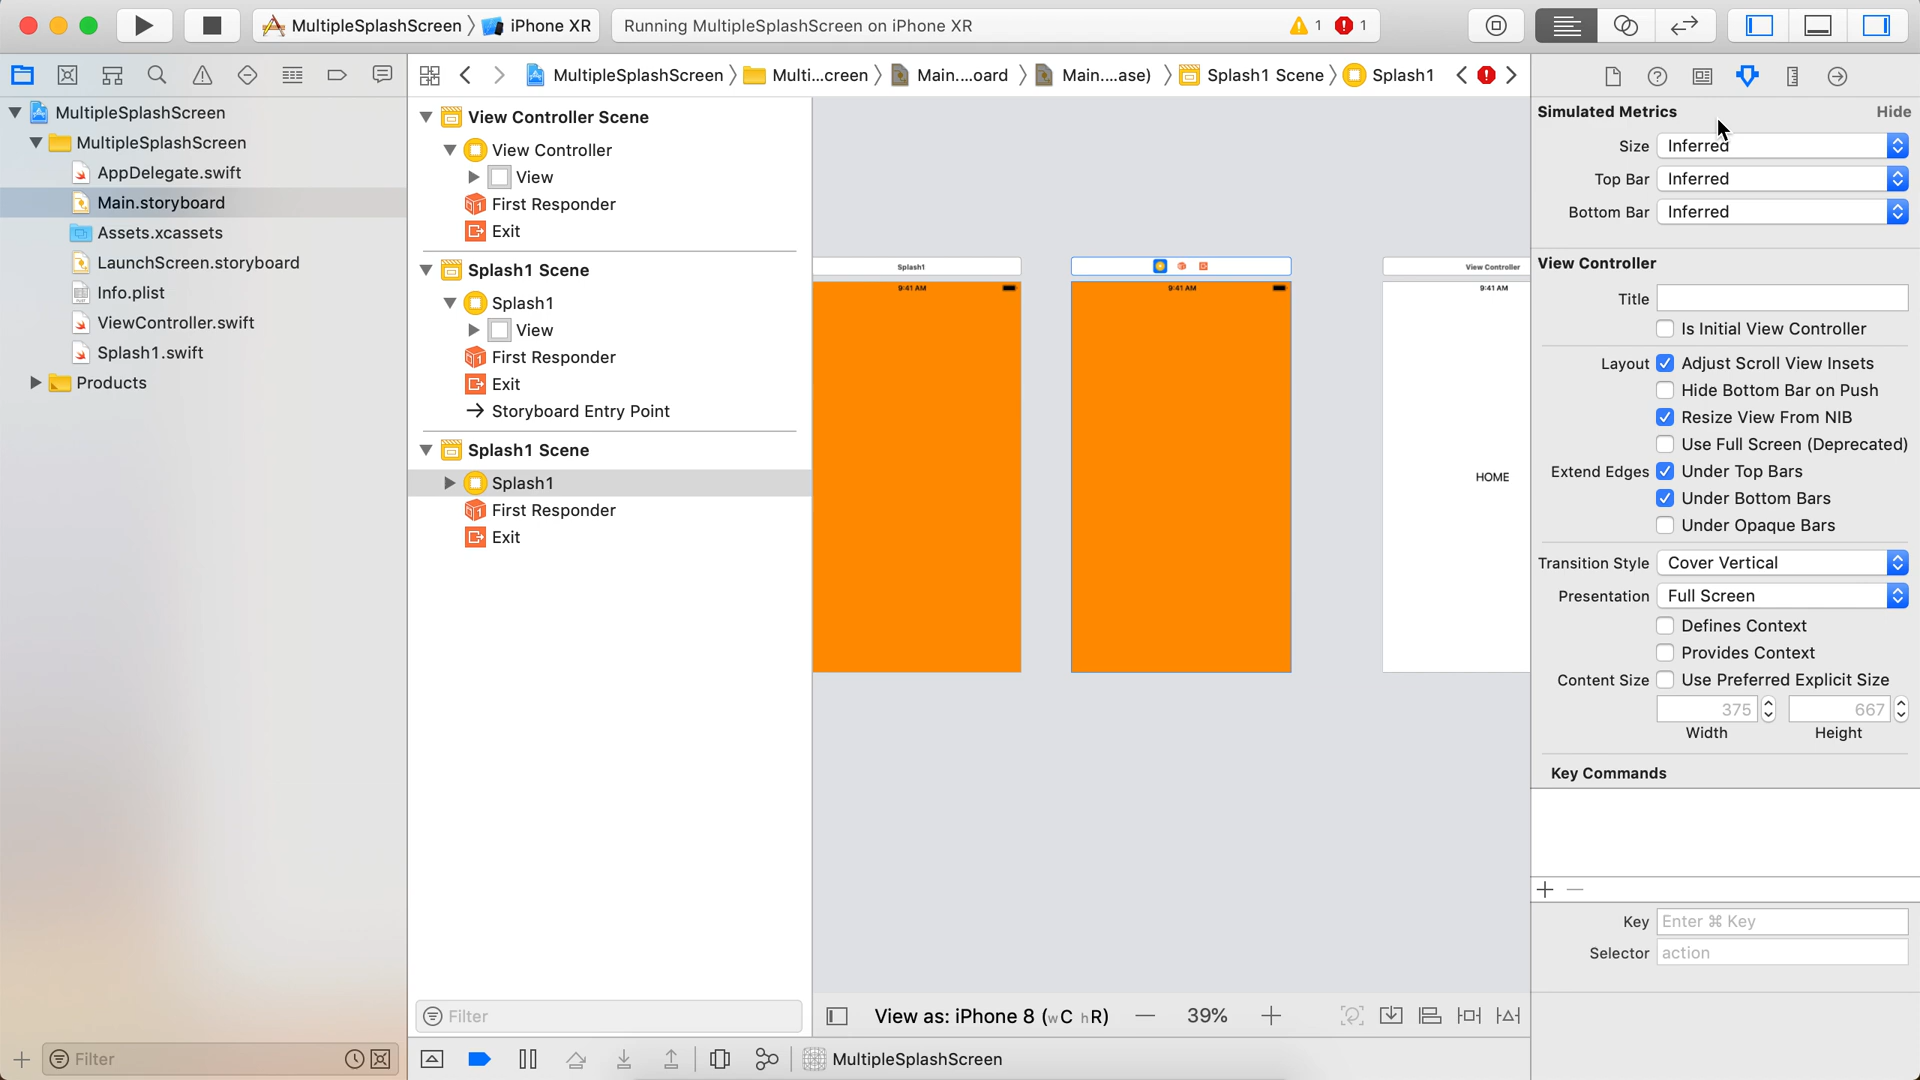 MultipleSplashScreen 〉 iPhone XR
Running MultipleSplashScreen on iPhone XR
1
1
MultipleSplashScreen 〉 Multi...creen 〉 Main....oard 〉 Main....ase) 〉 Splash1 Scene 〉 Splash1
MultipleSplashScreen
MultipleSplashScreen
AppDelegate.swift
Main.storyboard
Assets.xcassets
LaunchScreen.storyboard
Info.plist
ViewController.swift
Splash1.swift
Products
Filter
View Controller Scene
View Controller
View
First Responder
Exit
Splash1 Scene
Splash1
View
First Responder
Exit
Storyboard Entry Point
Splash1 Scene
Splash1
First Responder
Exit
Filter
Splash1
9:41 AM
9:41 AM
View Controller
9:41 AM
HOME
View as: iPhone 8 (wC hR)
39%
MultipleSplashScreen
Simulated Metrics
Hide
Size Inferred
Top Bar Inferred
Bottom Bar Inferred
View Controller
Title
Is Initial View Controller
Layout Adjust Scroll View Insets
Hide Bottom Bar on Push
Resize View From NIB
Use Full Screen (Deprecated)
Extend Edges Under Top Bars
Under Bottom Bars
Under Opaque Bars
Transition Style Cover Vertical
Presentation Full Screen
Defines Context
Provides Context
Content Size Use Preferred Explicit Size
375 667
Width Height
Key Commands
Key Enter ⌘ Key
Selector action